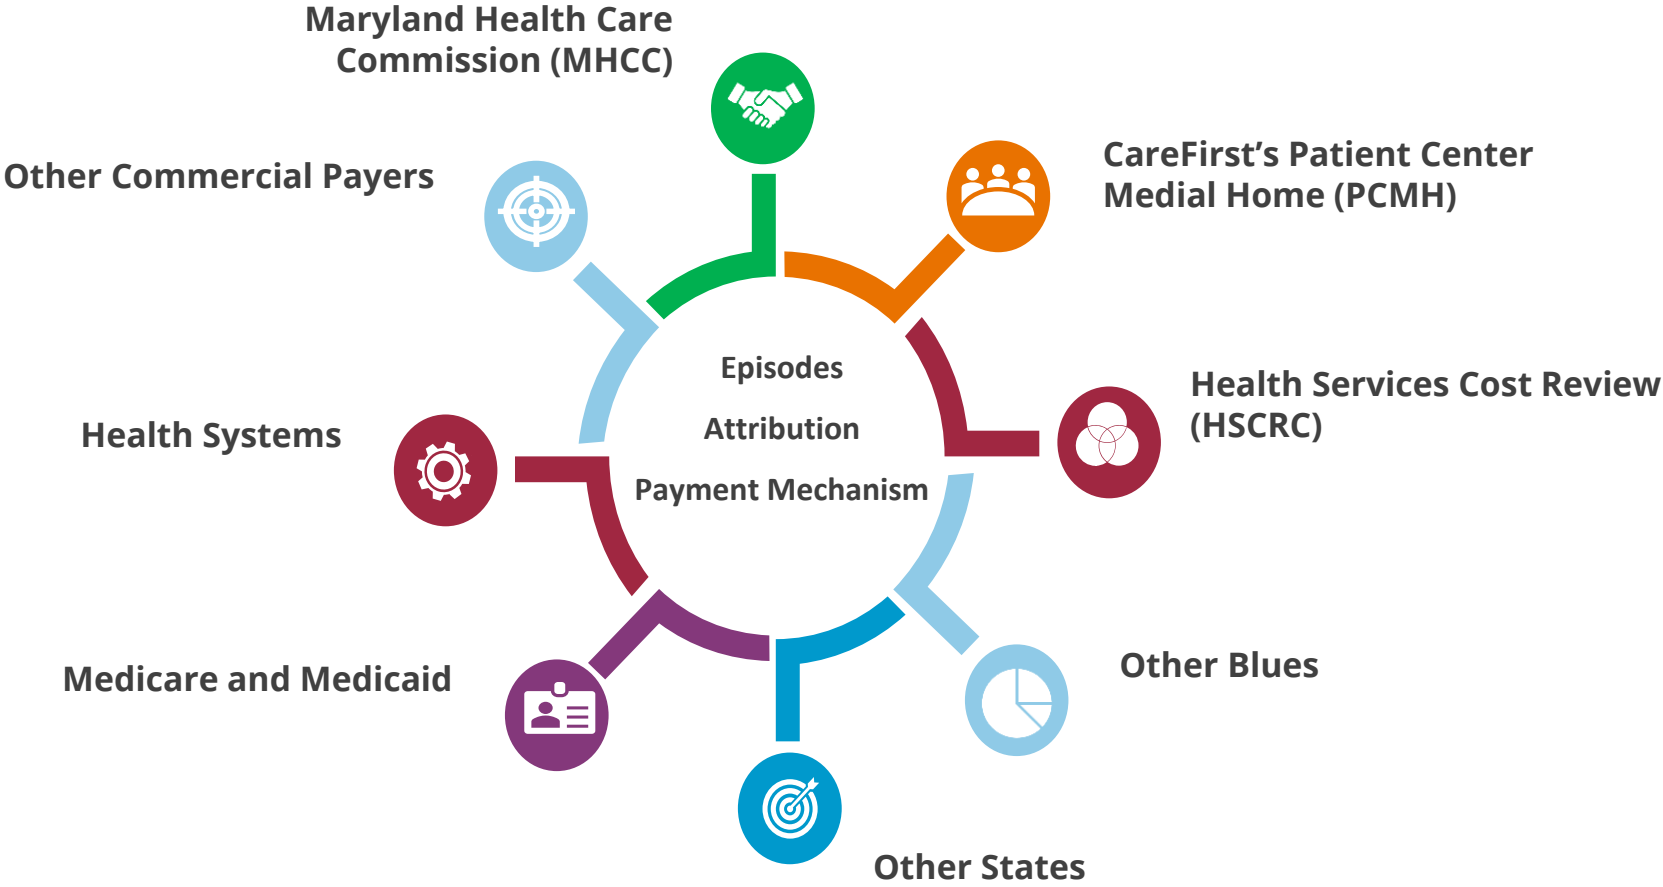 Maryland Health Care
Commission (MHCC)
CareFirst’s Patient Center
Medial Home (PCMH)
Other Commercial Payers
Episodes
Attribution
Payment Mechanism
Health Services Cost Review
(HSCRC)
Health Systems
Other Blues
Medicare and Medicaid
Other States